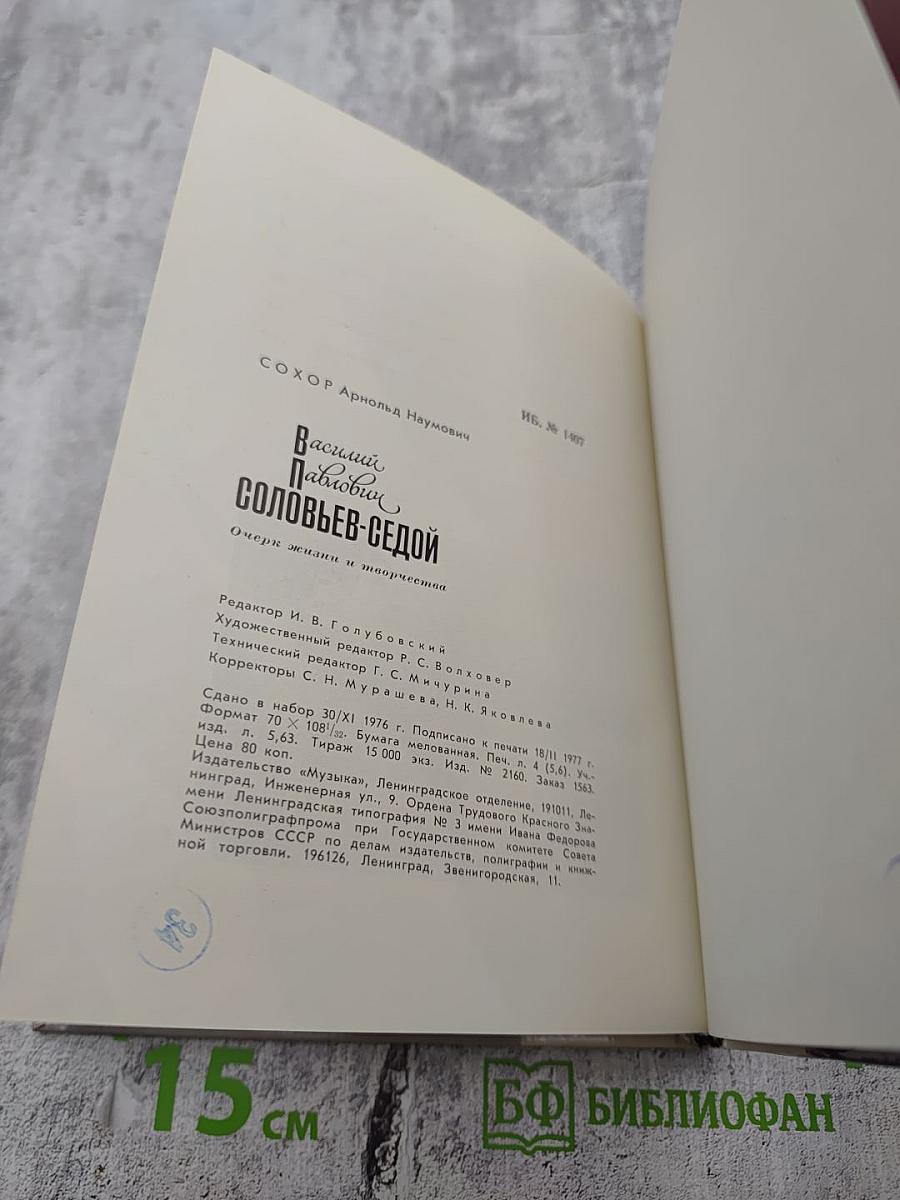 СОХОР Арнольд Наумович
ИБ. № 1407
Василий
Павлович
СОЛОВЬЕВ-СЕДОЙ
Очерк жизни и творчества
Редактор И. В. Голубовский
Художественный редактор Р. С. Волховер
Технический редактор Г. С. Мичурина
Корректоры С. Н. Мурашева, Н. К. Яковлева
Сдано в набор 30/XI 1976 г. Подписано к печати 18/II 1977 г.
Формат 70 × 108¹/₃₂. Бумага мелованная. Печ. л. 4 (5,6). Уч.-
изд. л. 5,63. Тираж 15 000 экз. Изд. № 2160. Заказ 1563.
Цена 80 коп.
Издательство «Музыка», Ленинградское отделение, 191011, Ле-
нинград, Инженерная ул., 9. Ордена Трудового Красного Зна-
мени Ленинградская типография № 3 имени Ивана Федорова
Союзполиграфпрома при Государственном комитете Совета
Министров СССР по делам издательств, полиграфии и книж-
ной торговли. 196126, Ленинград, Звенигородская, 11.
34
15 см
БФ БИБЛИОФАН